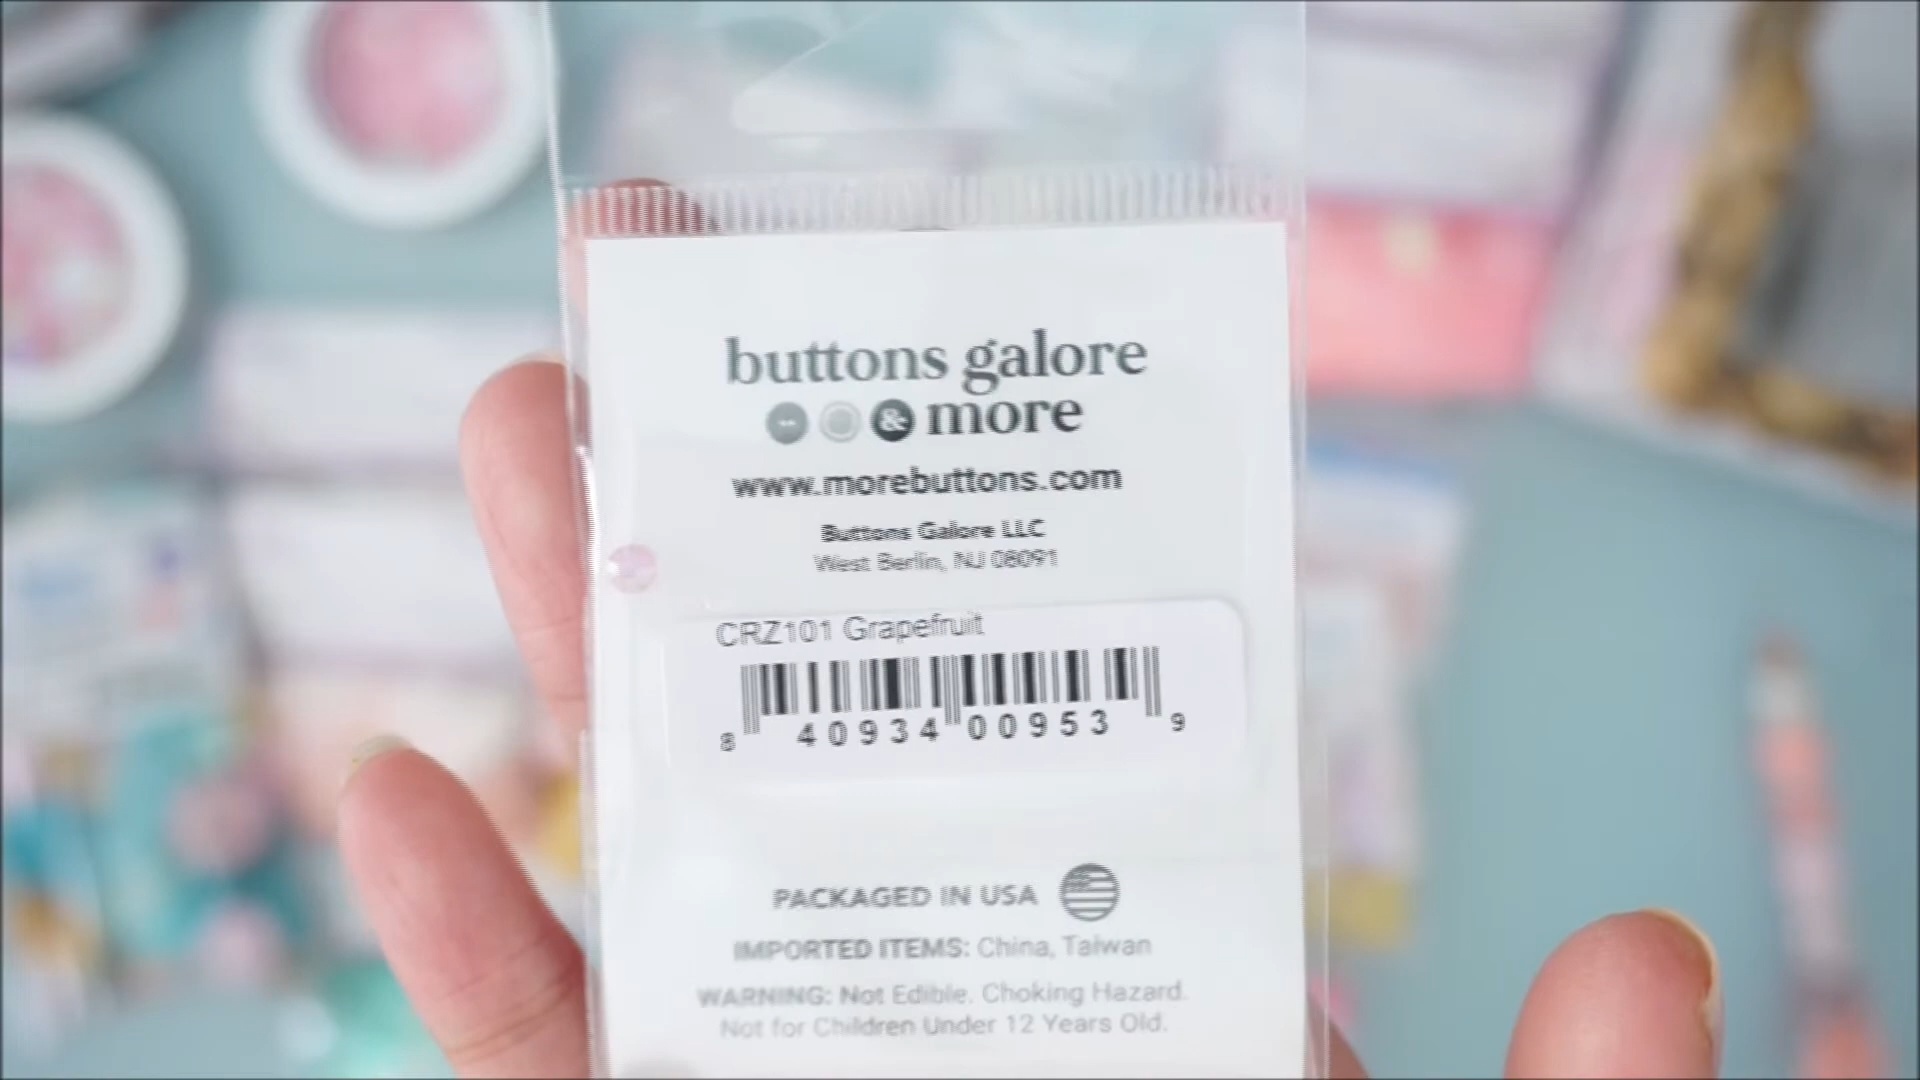 buttons galore
& more
www.morebuttons.com
Buttons Galore LLC
West Berlin, NJ 08091
CRZ101 Grapefruit
8 40934 00953 9
PACKAGED IN USA
IMPORTED ITEMS: China, Taiwan
WARNING: Not Edible. Choking Hazard.
Not for Children Under 12 Years Old.